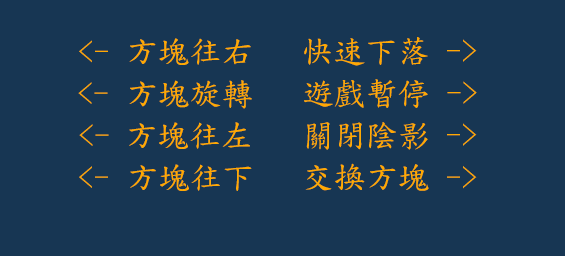 <- 方塊往右 快速下落 ->
<- 方塊旋轉 遊戲暫停 ->
<- 方塊往左 關閉陰影 ->
<- 方塊往下 交換方塊 ->